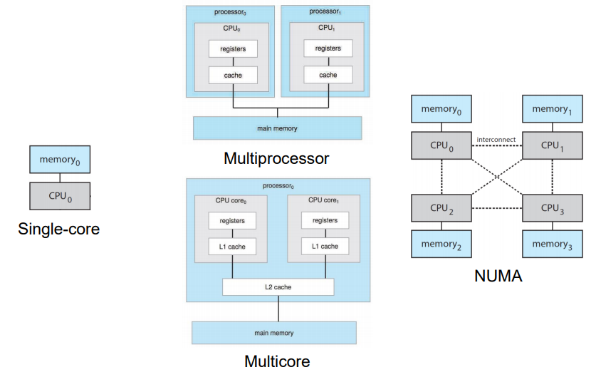 memory₀
CPU₀
Single-core
processor₀
CPU₀
registers
cache
processor₁
CPU₁
registers
cache
main memory
Multiprocessor
processor₀
CPU core₀
registers
L1 cache
CPU core₁
registers
L1 cache
L2 cache
main memory
Multicore
memory₀
memory₁
CPU₀
interconnect
CPU₁
CPU₂
CPU₃
memory₂
memory₃
NUMA